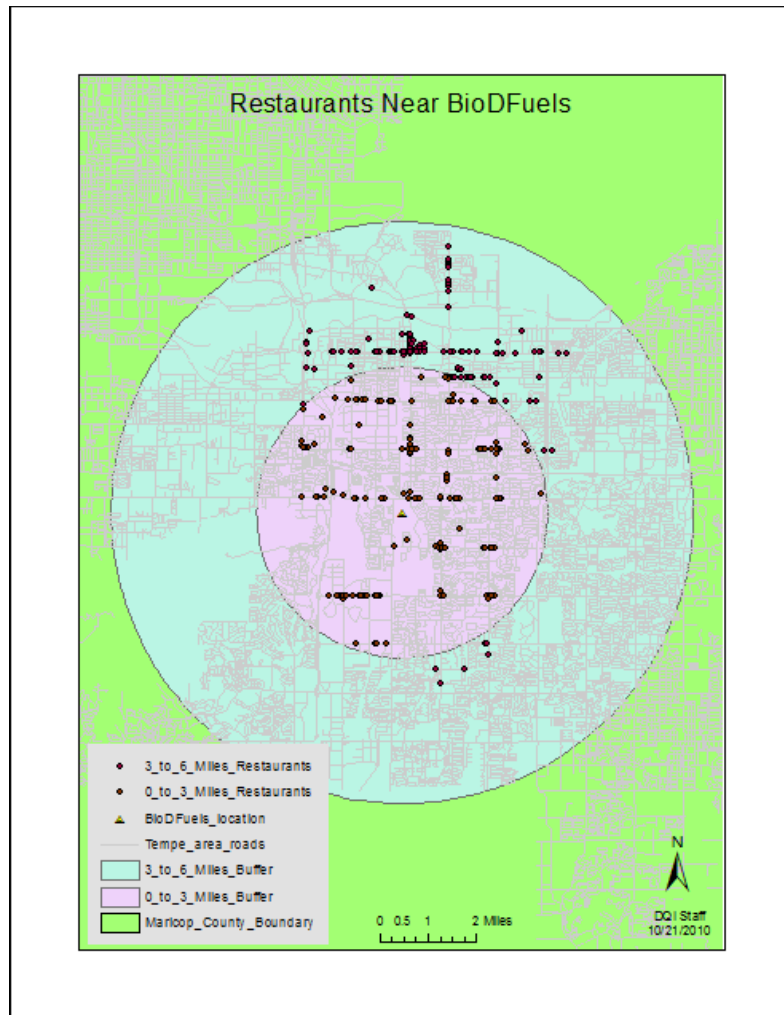 Restaurants Near BioDFuels
3_to_6_Miles_Restaurants
0_to_3_Miles_Restaurants
BioDFuels_location
Tempe_area_roads
3_to_6_Miles_Buffer
0_to_3_Miles_Buffer
Maricop_County_Boundary
0 0.5 1 2 Miles
N
DQI Staff
10/21/2010